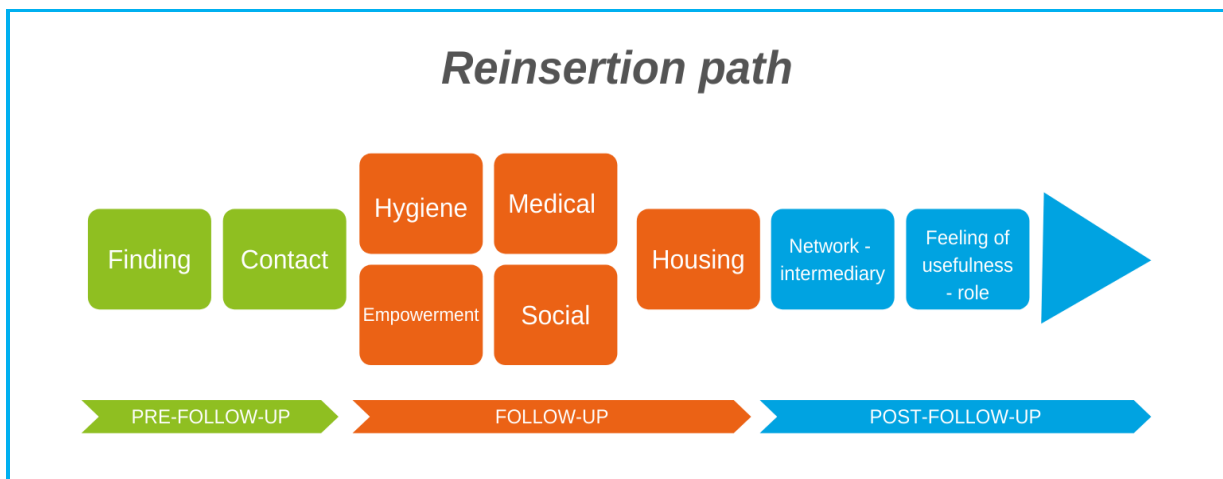 Reinsertion path
Finding
Contact
Hygiene
Medical
Empowerment
Social
Housing
Network -
intermediary
Feeling of
usefulness
- role
PRE-FOLLOW-UP
FOLLOW-UP
POST-FOLLOW-UP